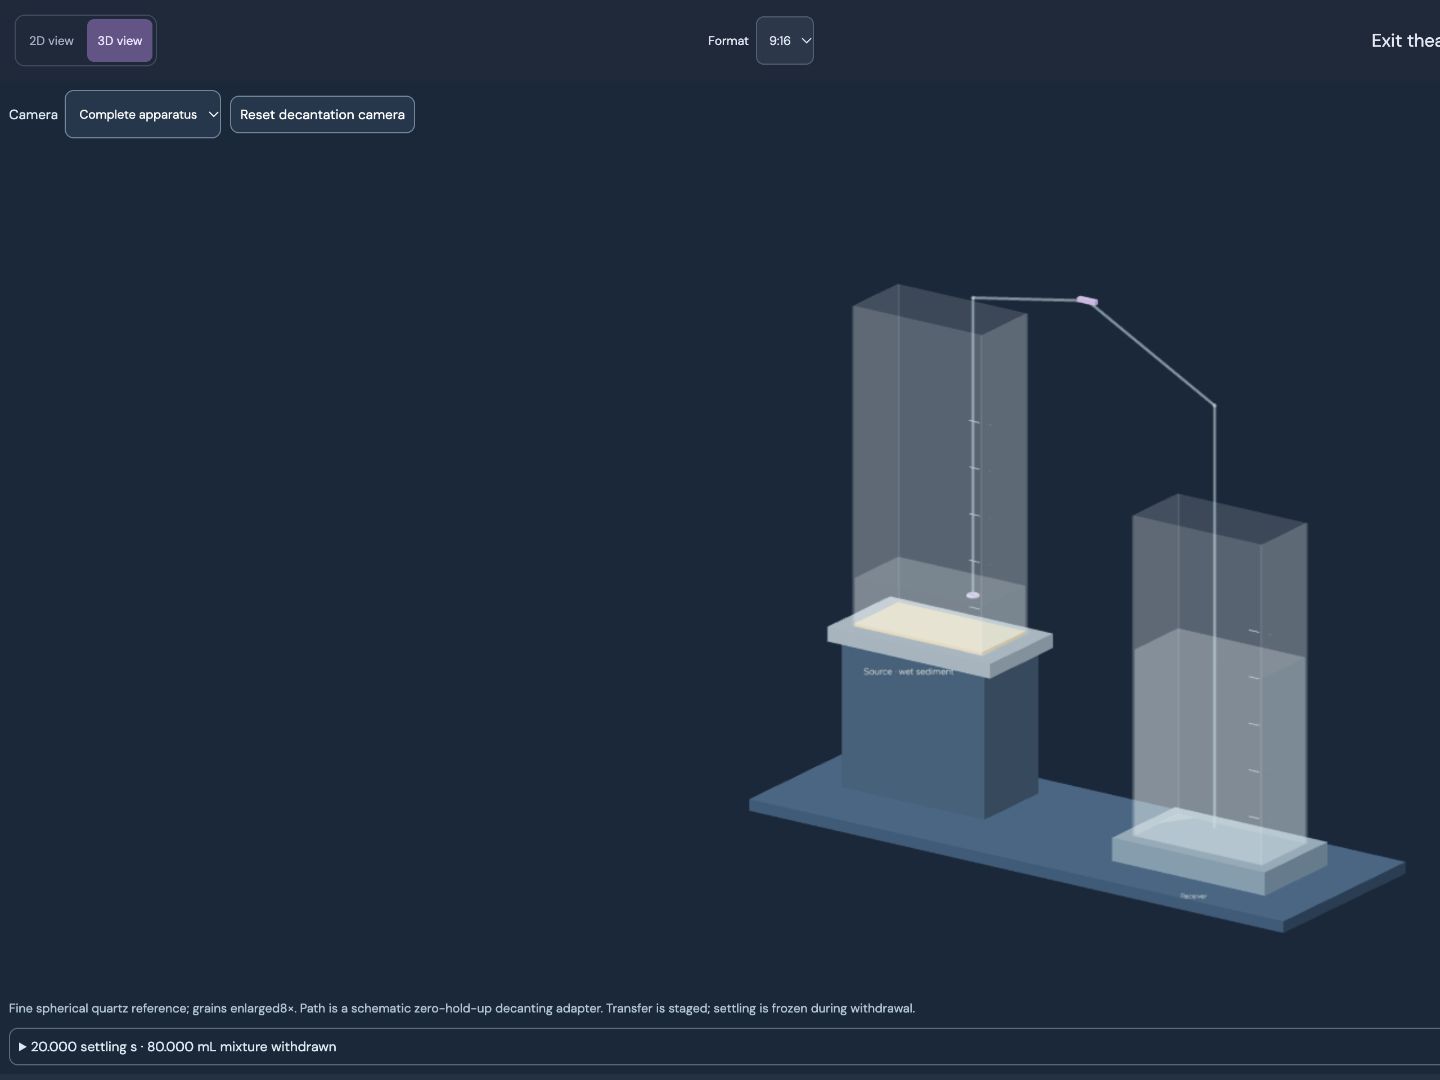 2D view 3D view Format 9:16 Exit thea
Camera Complete apparatus Reset decantation camera
Source · wet sediment
Receiver
Fine spherical quartz reference; grains enlarged8×. Path is a schematic zero-hold-up decanting adapter. Transfer is staged; settling is frozen during withdrawal.
20.000 settling s · 80.000 mL mixture withdrawn